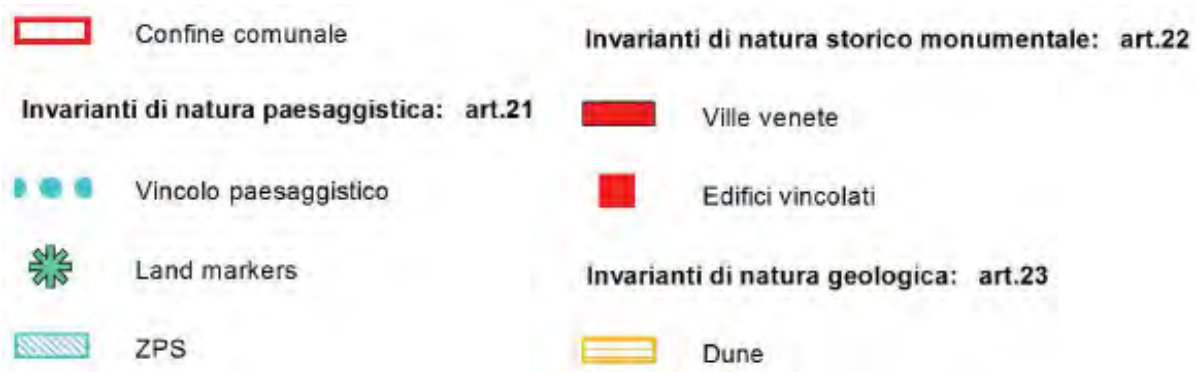 Confine comunale
Invarianti di natura paesaggistica: art.21
Vincolo paesaggistico
Land markers
ZPS
Invarianti di natura storico monumentale: art.22
Ville venete
Edifici vincolati
Invarianti di natura geologica: art.23
Dune